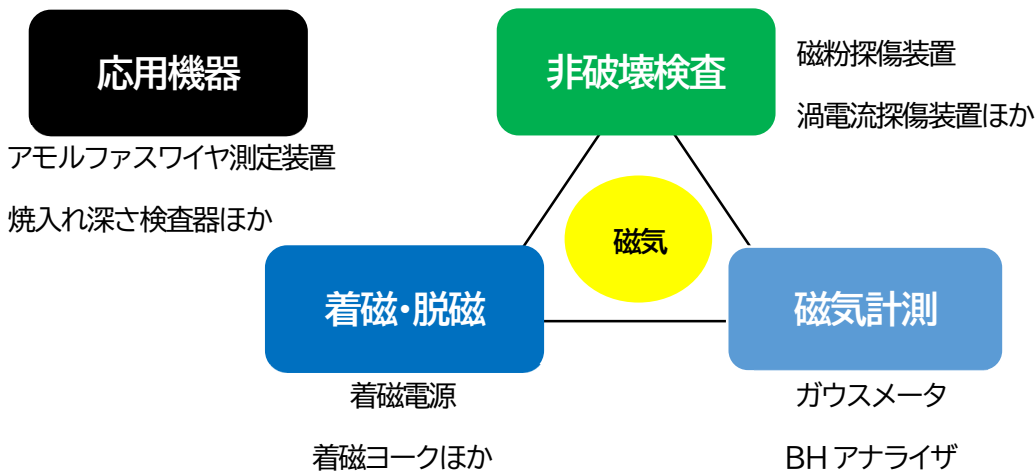 応用機器
アモルファスワイヤ測定装置
焼入れ深さ検査器ほか
非破壊検査
磁粉探傷装置
渦電流探傷装置ほか
磁気
着磁・脱磁
着磁電源
着磁ヨークほか
磁気計測
ガウスメータ
BHアナライザ